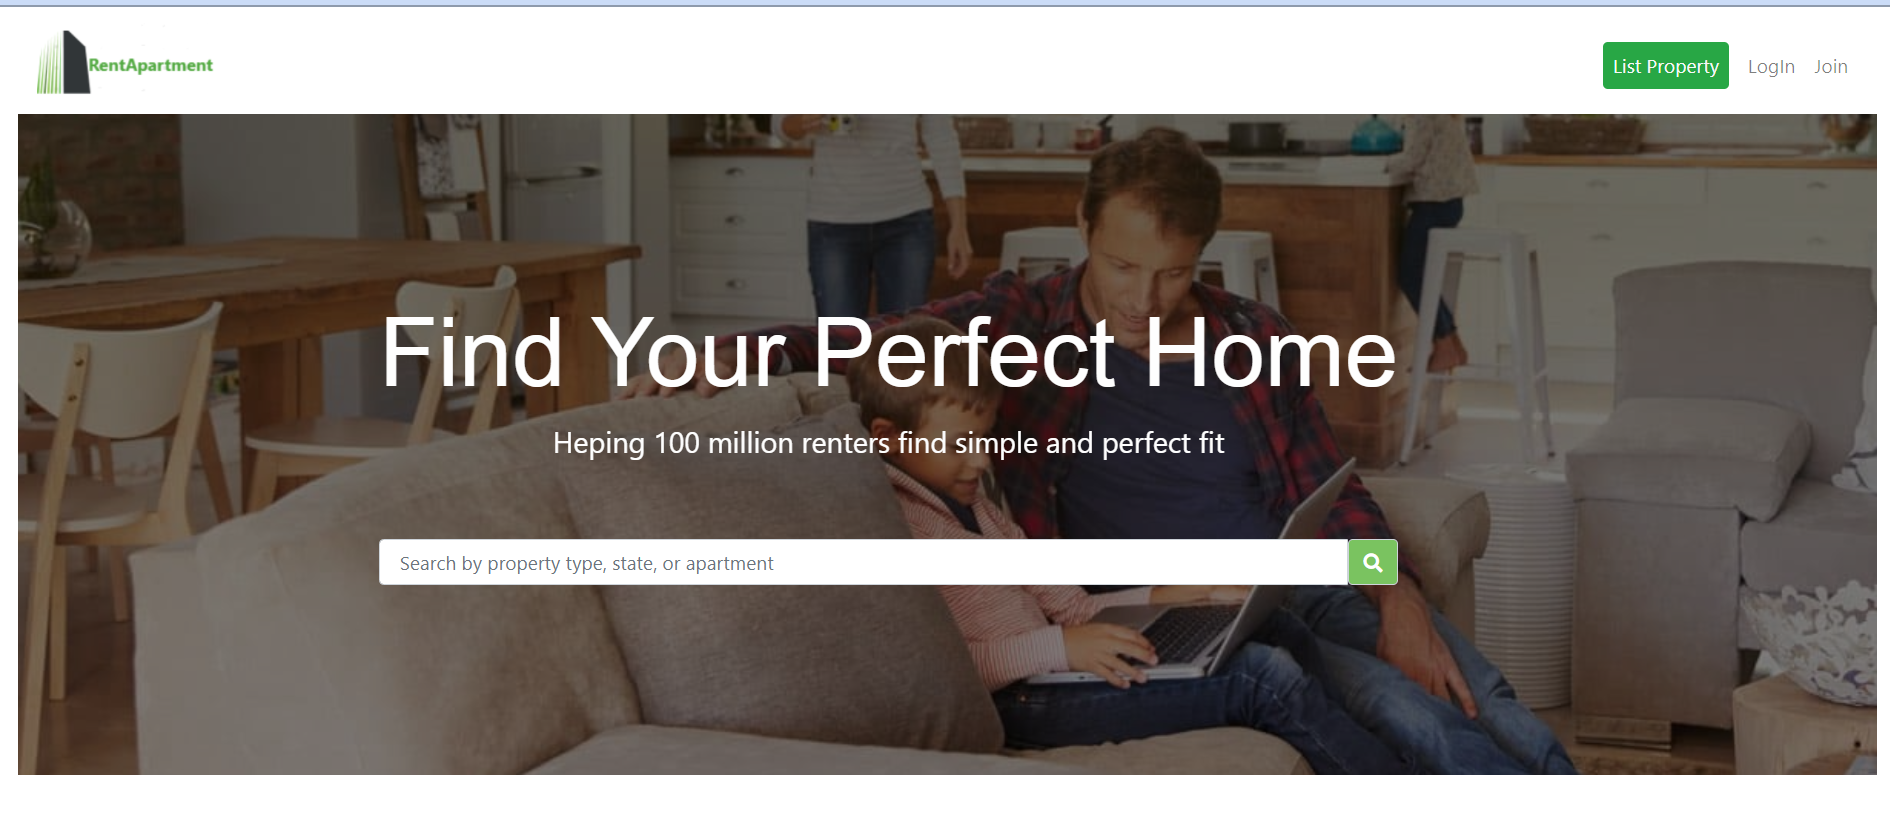 RentApartment
List Property
LogIn
Join
Find Your Perfect Home
Heping 100 million renters find simple and perfect fit
Search by property type, state, or apartment